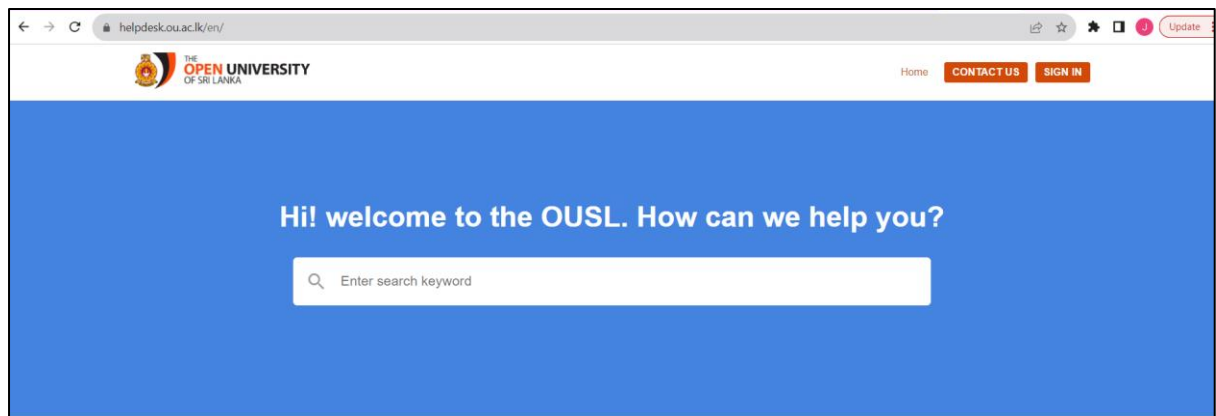 helpdesk.ou.ac.lk/en/
J
Update
THE
OPEN UNIVERSITY
OF SRI LANKA
Home
CONTACT US
SIGN IN
Hi! welcome to the OUSL. How can we help you?
Enter search keyword